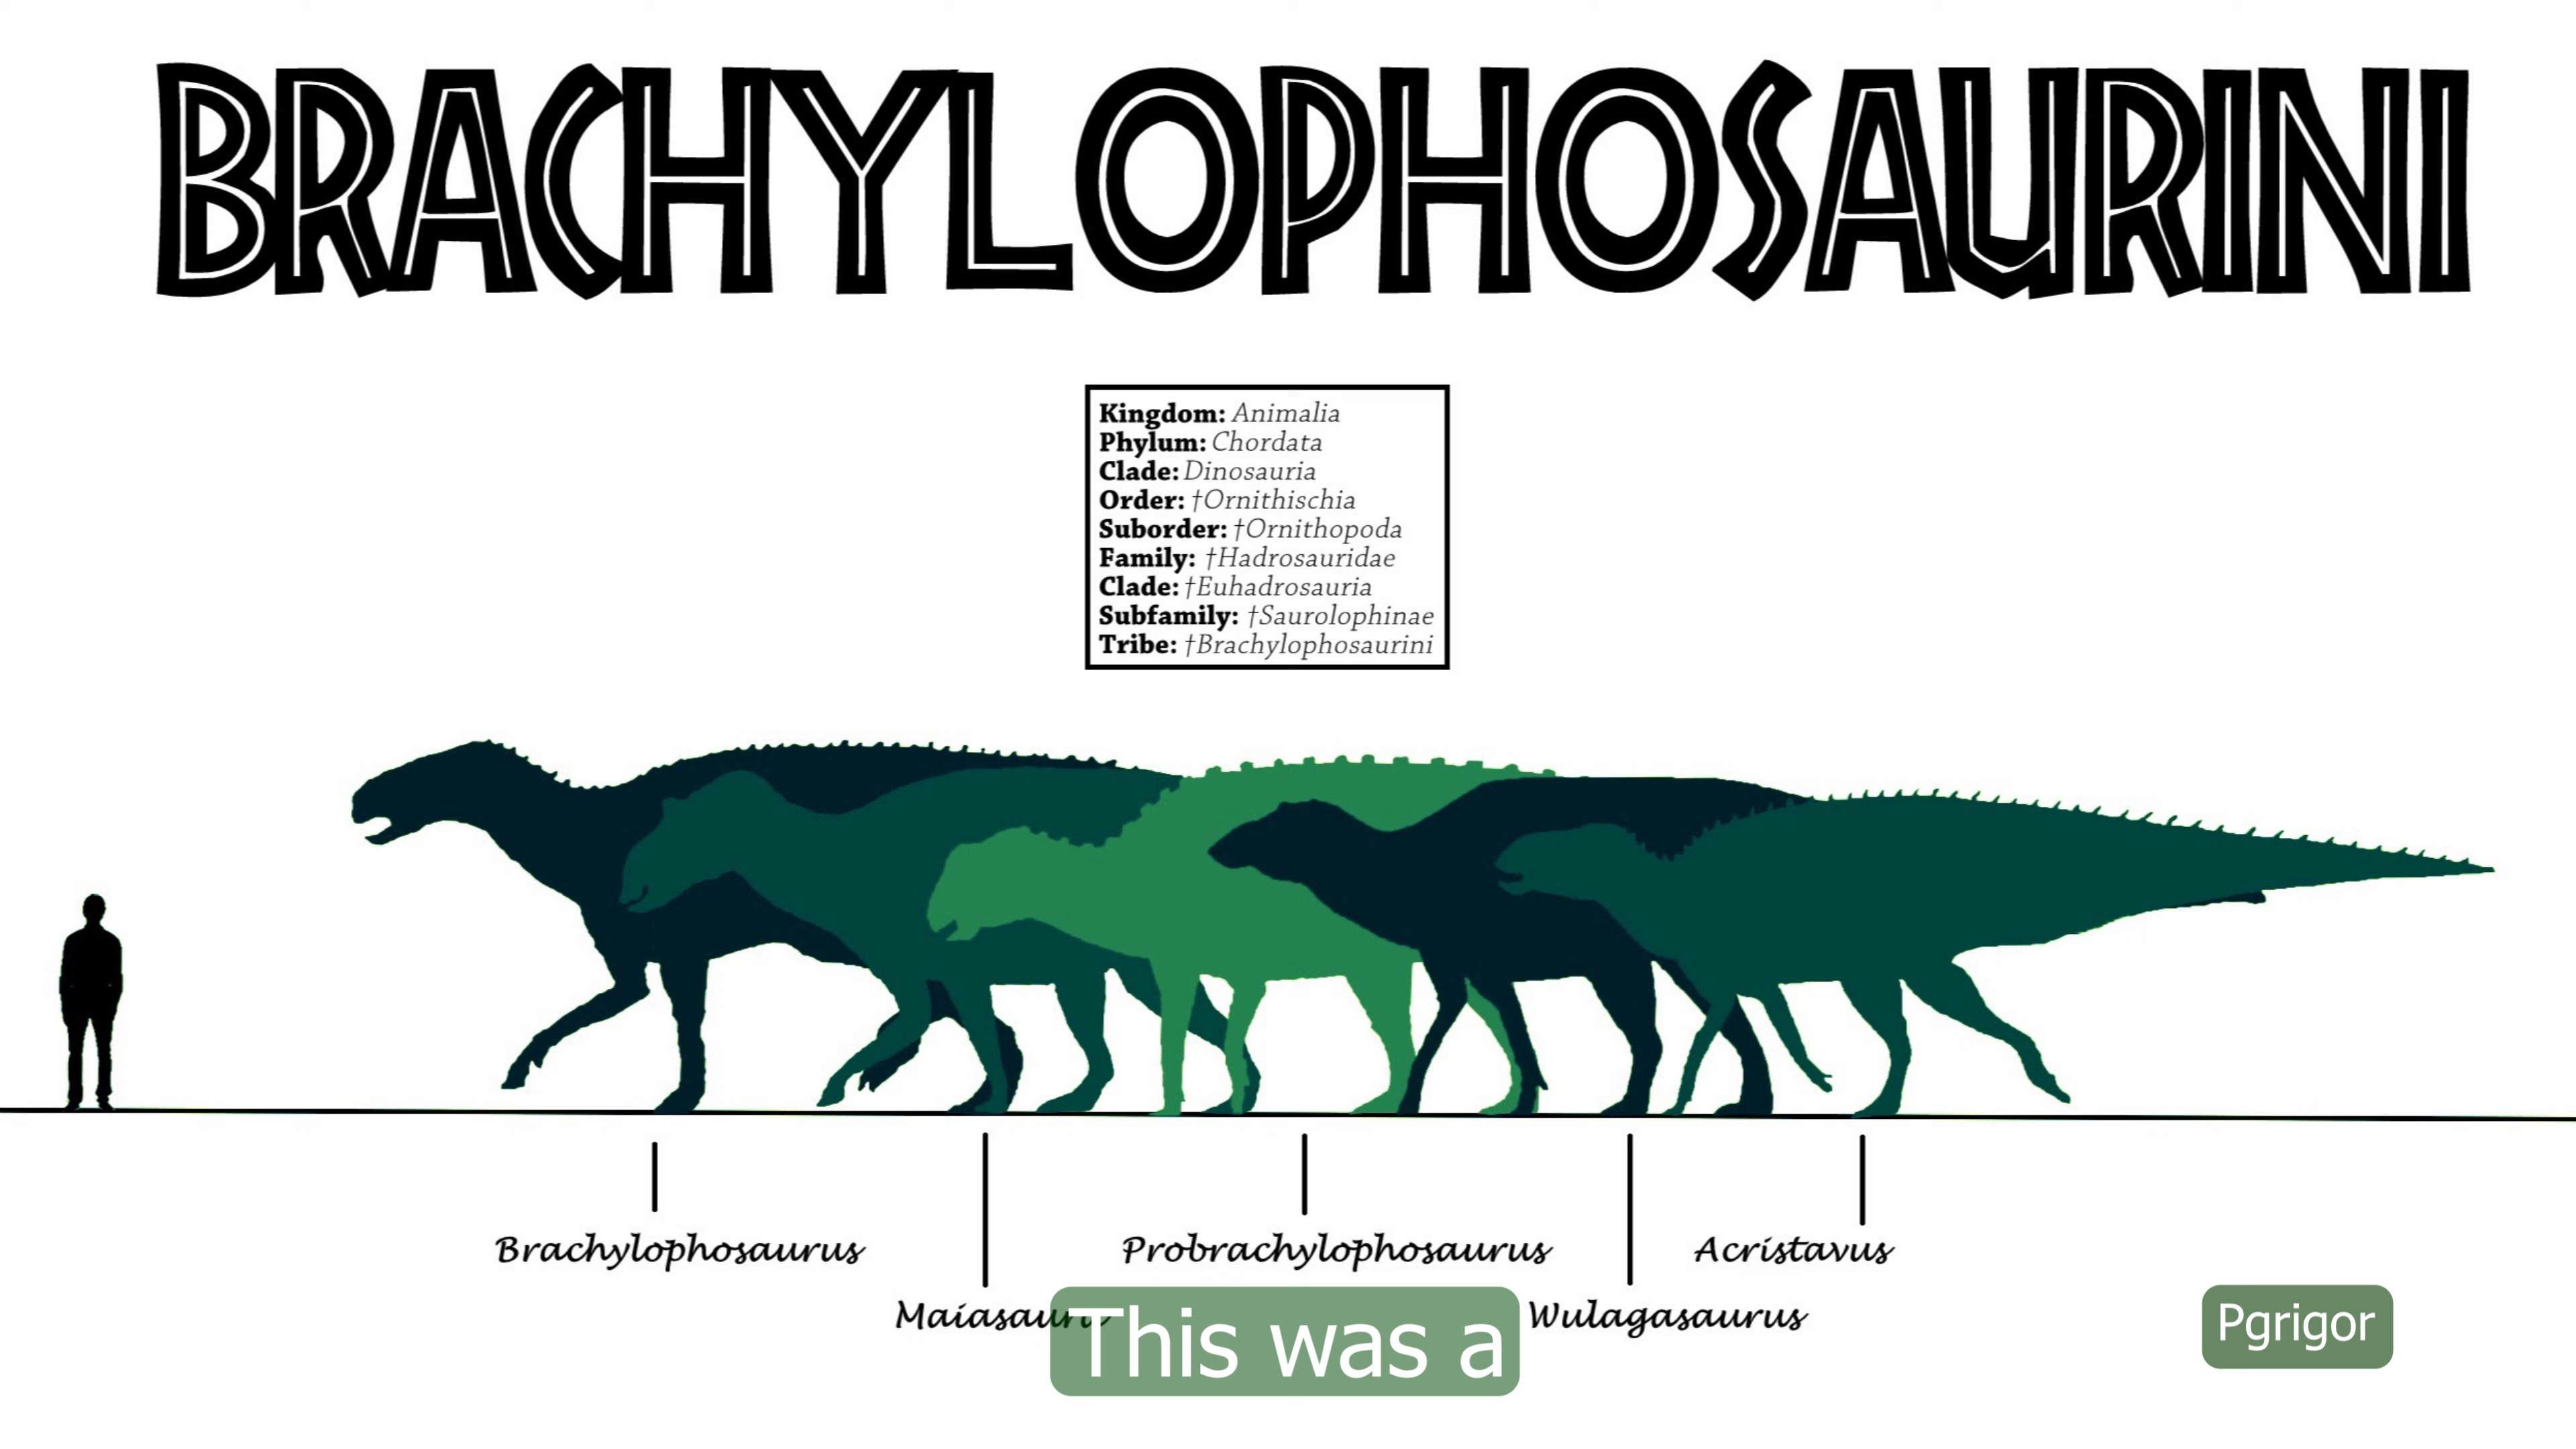 BRACHYLOPHOSAURINI
Kingdom: Animalia
Phylum: Chordata
Clade: Dinosauria
Order: †Ornithischia
Suborder: †Ornithopoda
Family: †Hadrosauridae
Clade: †Euhadrosauria
Subfamily: †Saurolophinae
Tribe: †Brachylophosaurini
Brachylophosaurus
Probrachylophosaurus
Acristavus
Wulagasaurus
This was a
Pgrigor